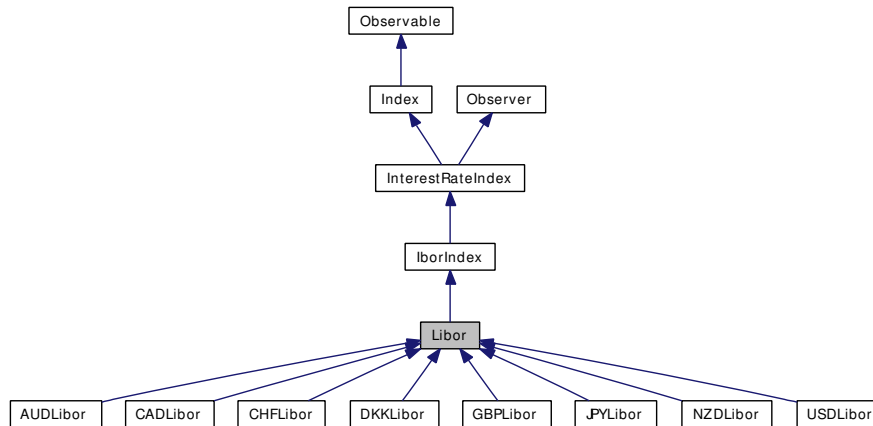 Observable
Index
Observer
InterestRateIndex
IborIndex
Libor
AUDLibor
CADLibor
CHFLibor
DKKLibor
GBPLibor
JPYLibor
NZDLibor
USDLibor